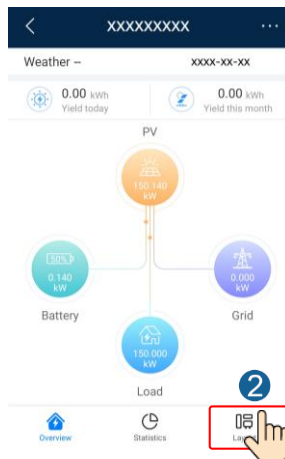 XXXXXXXXX ...
Weather -- xxxx-xx-xx
0.00 kWh 0.00 kWh
Yield today Yield this month
PV
150.140
kW
50%
0.140
kW
0.000
kW
Battery Grid
150.000
kW
Load
2
Overview Statistics